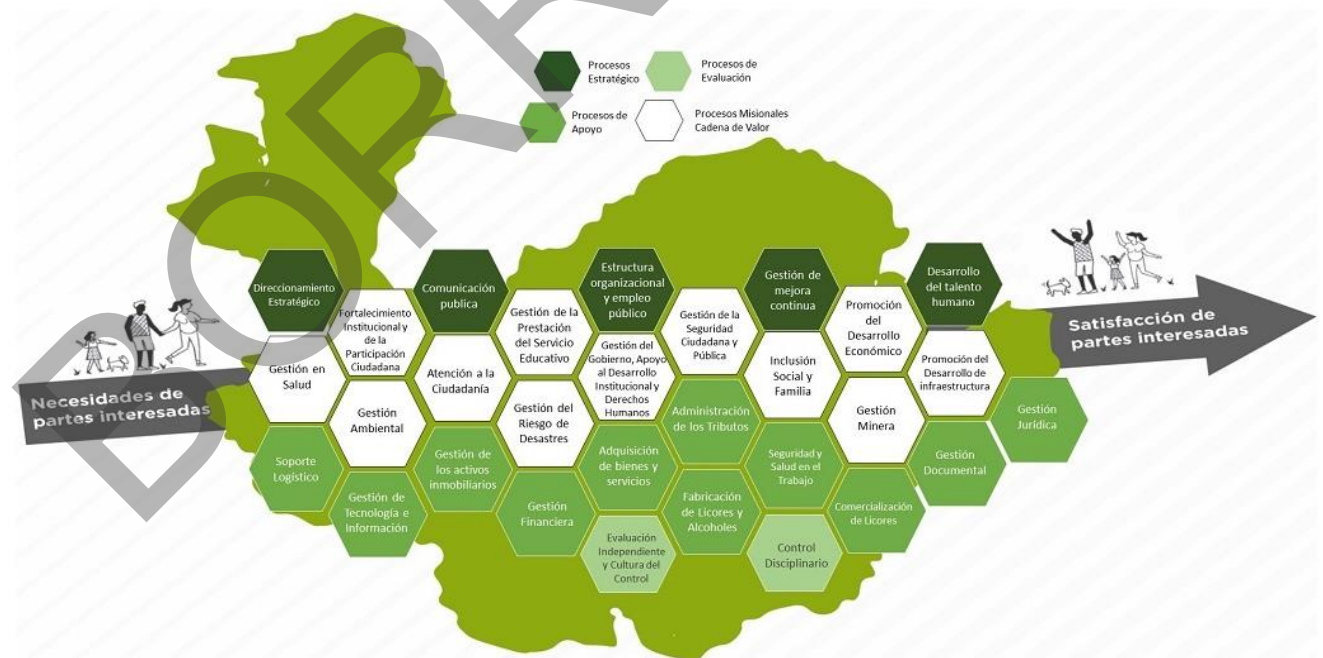 BORR
Procesos
Estratégico
Procesos de
Evaluación
Procesos de
Apoyo
Procesos Misionales
Cadena de Valor
Necesidades de
partes interesadas
Satisfacción de
partes interesadas
Direccionamiento
Estratégico
Comunicación
publica
Estructura
organizacional
y empleo
público
Gestión de
mejora
continua
Desarrollo
del talento
humano
Fortalecimiento
Institucional y
de la
Participación
Ciudadana
Gestión de la
Prestación
del Servicio
Educativo
Gestión de la
Seguridad
Ciudadana y
Pública
Promoción
del
Desarrollo
Económico
Gestión en
Salud
Atención a la
Ciudadanía
Gestión del
Gobierno, Apoyo
al Desarrollo
Institucional y
Derechos
Humanos
Inclusión
Social y
Familia
Promoción del
Desarrollo de
infraestructura
Gestión
Ambiental
Gestión del
Riesgo de
Desastres
Administración
de los Tributos
Gestión
Minera
Gestión
Jurídica
Soporte
Logístico
Gestión de
los activos
inmobiliarios
Adquisición
de bienes y
servicios
Seguridad y
Salud en el
Trabajo
Gestión
Documental
Gestión de
Tecnología e
Información
Gestión
Financiera
Fabricación
de Licores y
Alcoholes
Comercialización
de Licores
Evaluación
Independiente
y Cultura del
Control
Control
Disciplinario